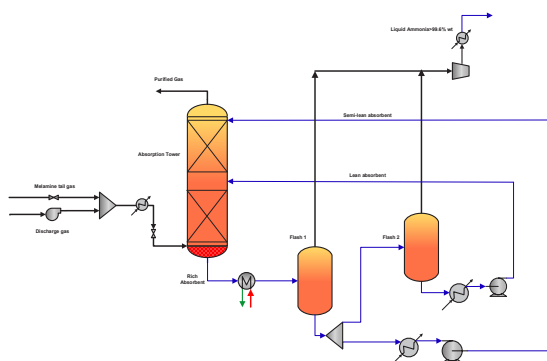 Liquid Ammonia>99.6% wt
Purified Gas
Semi-lean absorbent
Absorption Tower
Lean absorbent
Melamine tail gas
Discharge gas
Flash 1
Flash 2
Rich
Absorbent